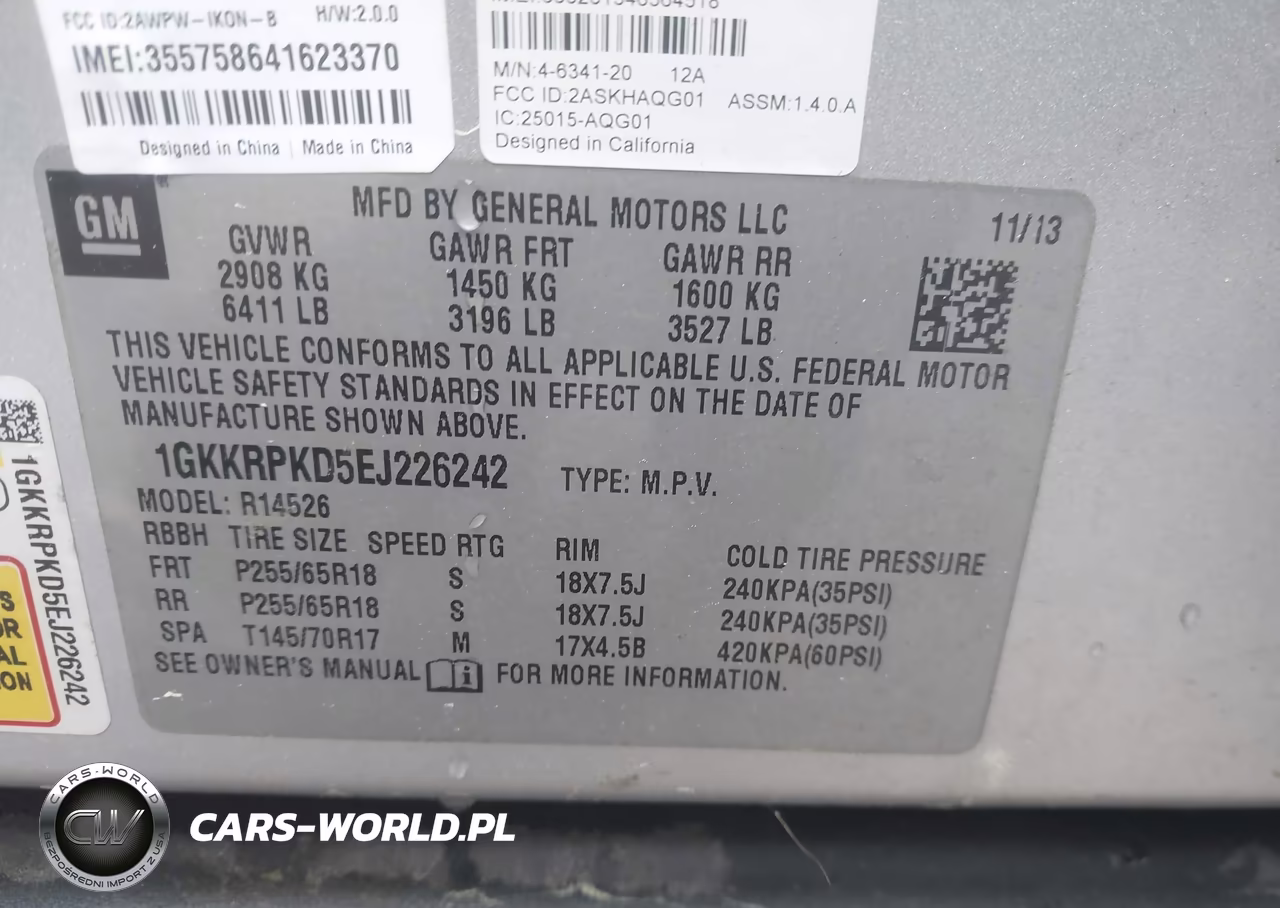 FCC ID:2AWPW-IKON-B H/W:2.0.0
IMEI:355758641623370
Designed in China | Made in China
M/N:4-6341-20 12A
FCC ID:2ASKHAQG01 ASSM:1.4.0.A
IC:25015-AQG01
Designed in California
GM
MFD BY GENERAL MOTORS LLC 11/13
GVWR GAWR FRT GAWR RR
2908 KG 1450 KG 1600 KG
6411 LB 3196 LB 3527 LB
THIS VEHICLE CONFORMS TO ALL APPLICABLE U.S. FEDERAL MOTOR
VEHICLE SAFETY STANDARDS IN EFFECT ON THE DATE OF
MANUFACTURE SHOWN ABOVE.
1GKKRPKD5EJ226242 TYPE: M.P.V.
MODEL: R14526
RBBH TIRE SIZE SPEED RTG RIM COLD TIRE PRESSURE
FRT P255/65R18 S 18X7.5J 240KPA(35PSI)
RR P255/65R18 S 18X7.5J 240KPA(35PSI)
SPA T145/70R17 M 17X4.5B 420KPA(60PSI)
SEE OWNER'S MANUAL FOR MORE INFORMATION.
1GKKRPKD5EJ226242
CARS-WORLD
CW
BEZPOŚREDNI IMPORT Z USA
CARS-WORLD.PL